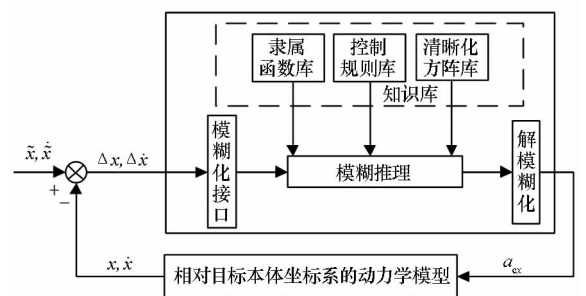 隶属
函数库
控制
规则库
清晰化
方阵库
知识库
x̃, x̃̇
+
−
Δx, Δẋ
模糊化接口
模糊推理
解模糊化
x, ẋ
相对目标本体坐标系的动力学模型
a_cx